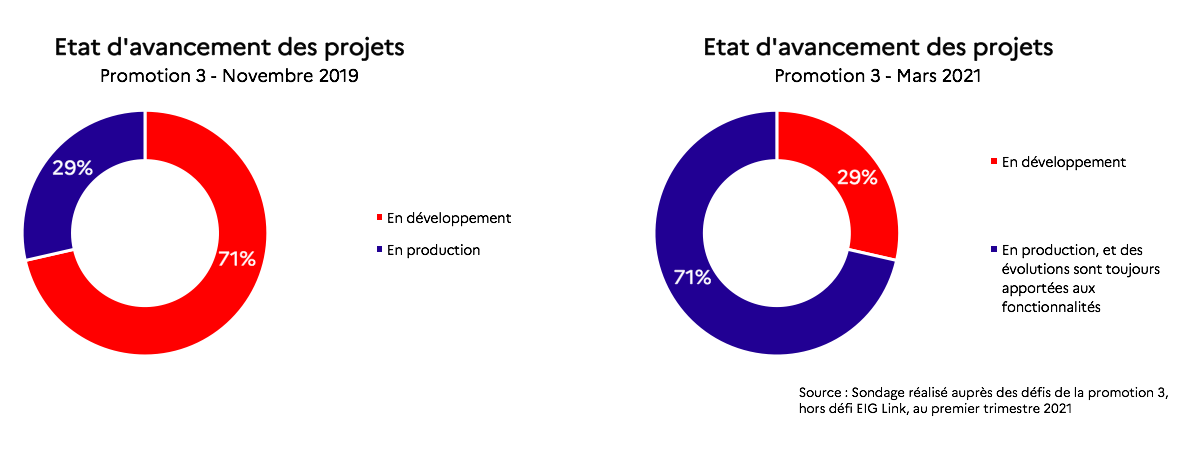 Etat d'avancement des projets
Promotion 3 - Novembre 2019
29%
71%
En développement
En production
Etat d'avancement des projets
Promotion 3 - Mars 2021
29%
71%
En développement
En production, et des
évolutions sont toujours
apportées aux
fonctionnalités
Source : Sondage réalisé auprès des défis de la promotion 3,
hors défi EIG Link, au premier trimestre 2021